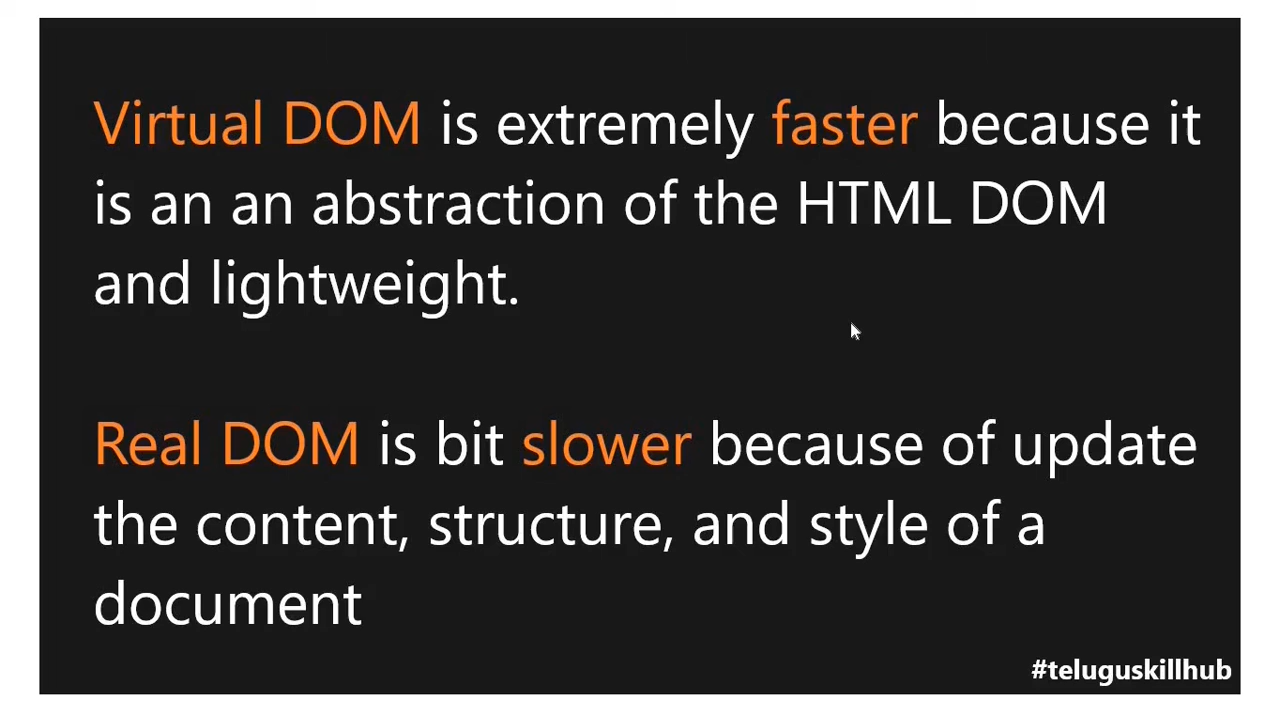 Virtual DOM is extremely faster because it
is an an abstraction of the HTML DOM
and lightweight.
Real DOM is bit slower because of update
the content, structure, and style of a
document
#teluguskillhub